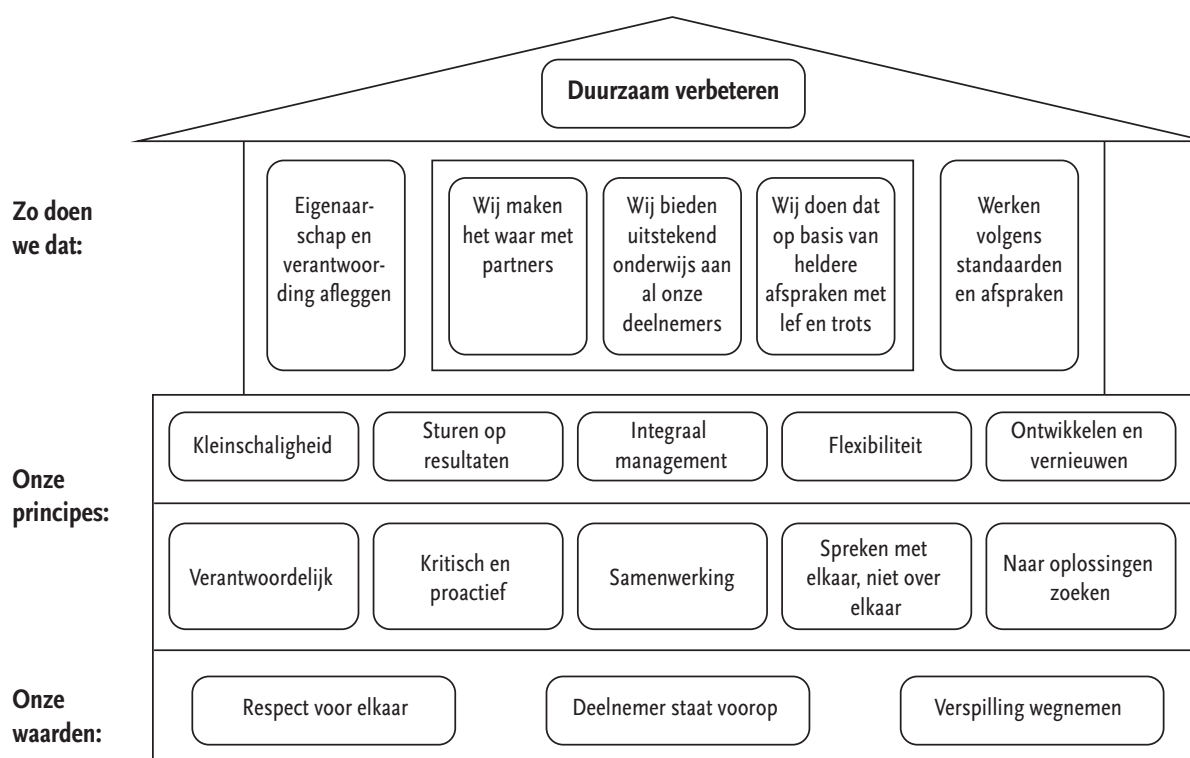 Duurzaam verbeteren
Zo doen
we dat:
Eigenaar-
schap en
verantwoor-
ding afleggen
Wij maken
het waar met
partners
Wij bieden
uitstekend
onderwijs aan
al onze
deelnemers
Wij doen dat
op basis van
heldere
afspraken met
lef en trots
Werken
volgens
standaarden
en afspraken
Onze
principes:
Kleinschaligheid
Sturen op
resultaten
Integraal
management
Flexibiliteit
Ontwikkelen en
vernieuwen
Verantwoordelijk
Kritisch en
proactief
Samenwerking
Spreken met
elkaar, niet over
elkaar
Naar oplossingen
zoeken
Onze
waarden:
Respect voor elkaar
Deelnemer staat voorop
Verspilling wegnemen